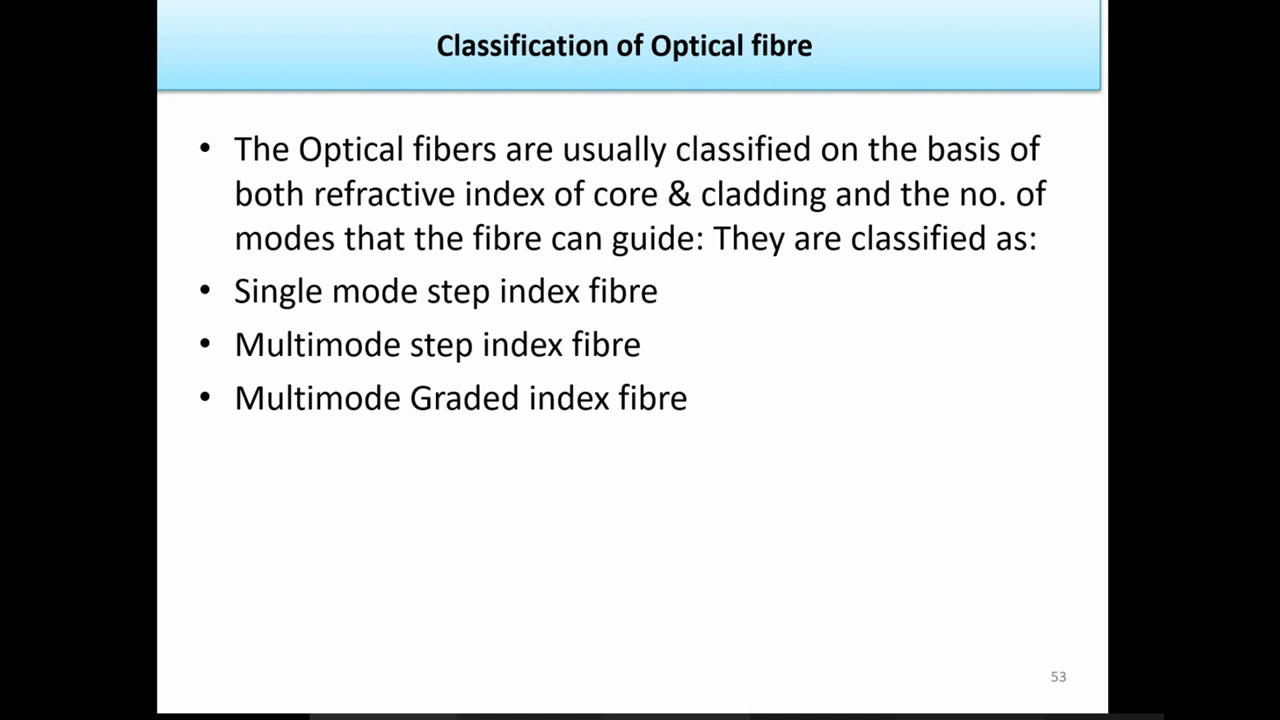 Classification of Optical fibre
• The Optical fibers are usually classified on the basis of
both refractive index of core & cladding and the no. of
modes that the fibre can guide: They are classified as:
• Single mode step index fibre
• Multimode step index fibre
• Multimode Graded index fibre
53